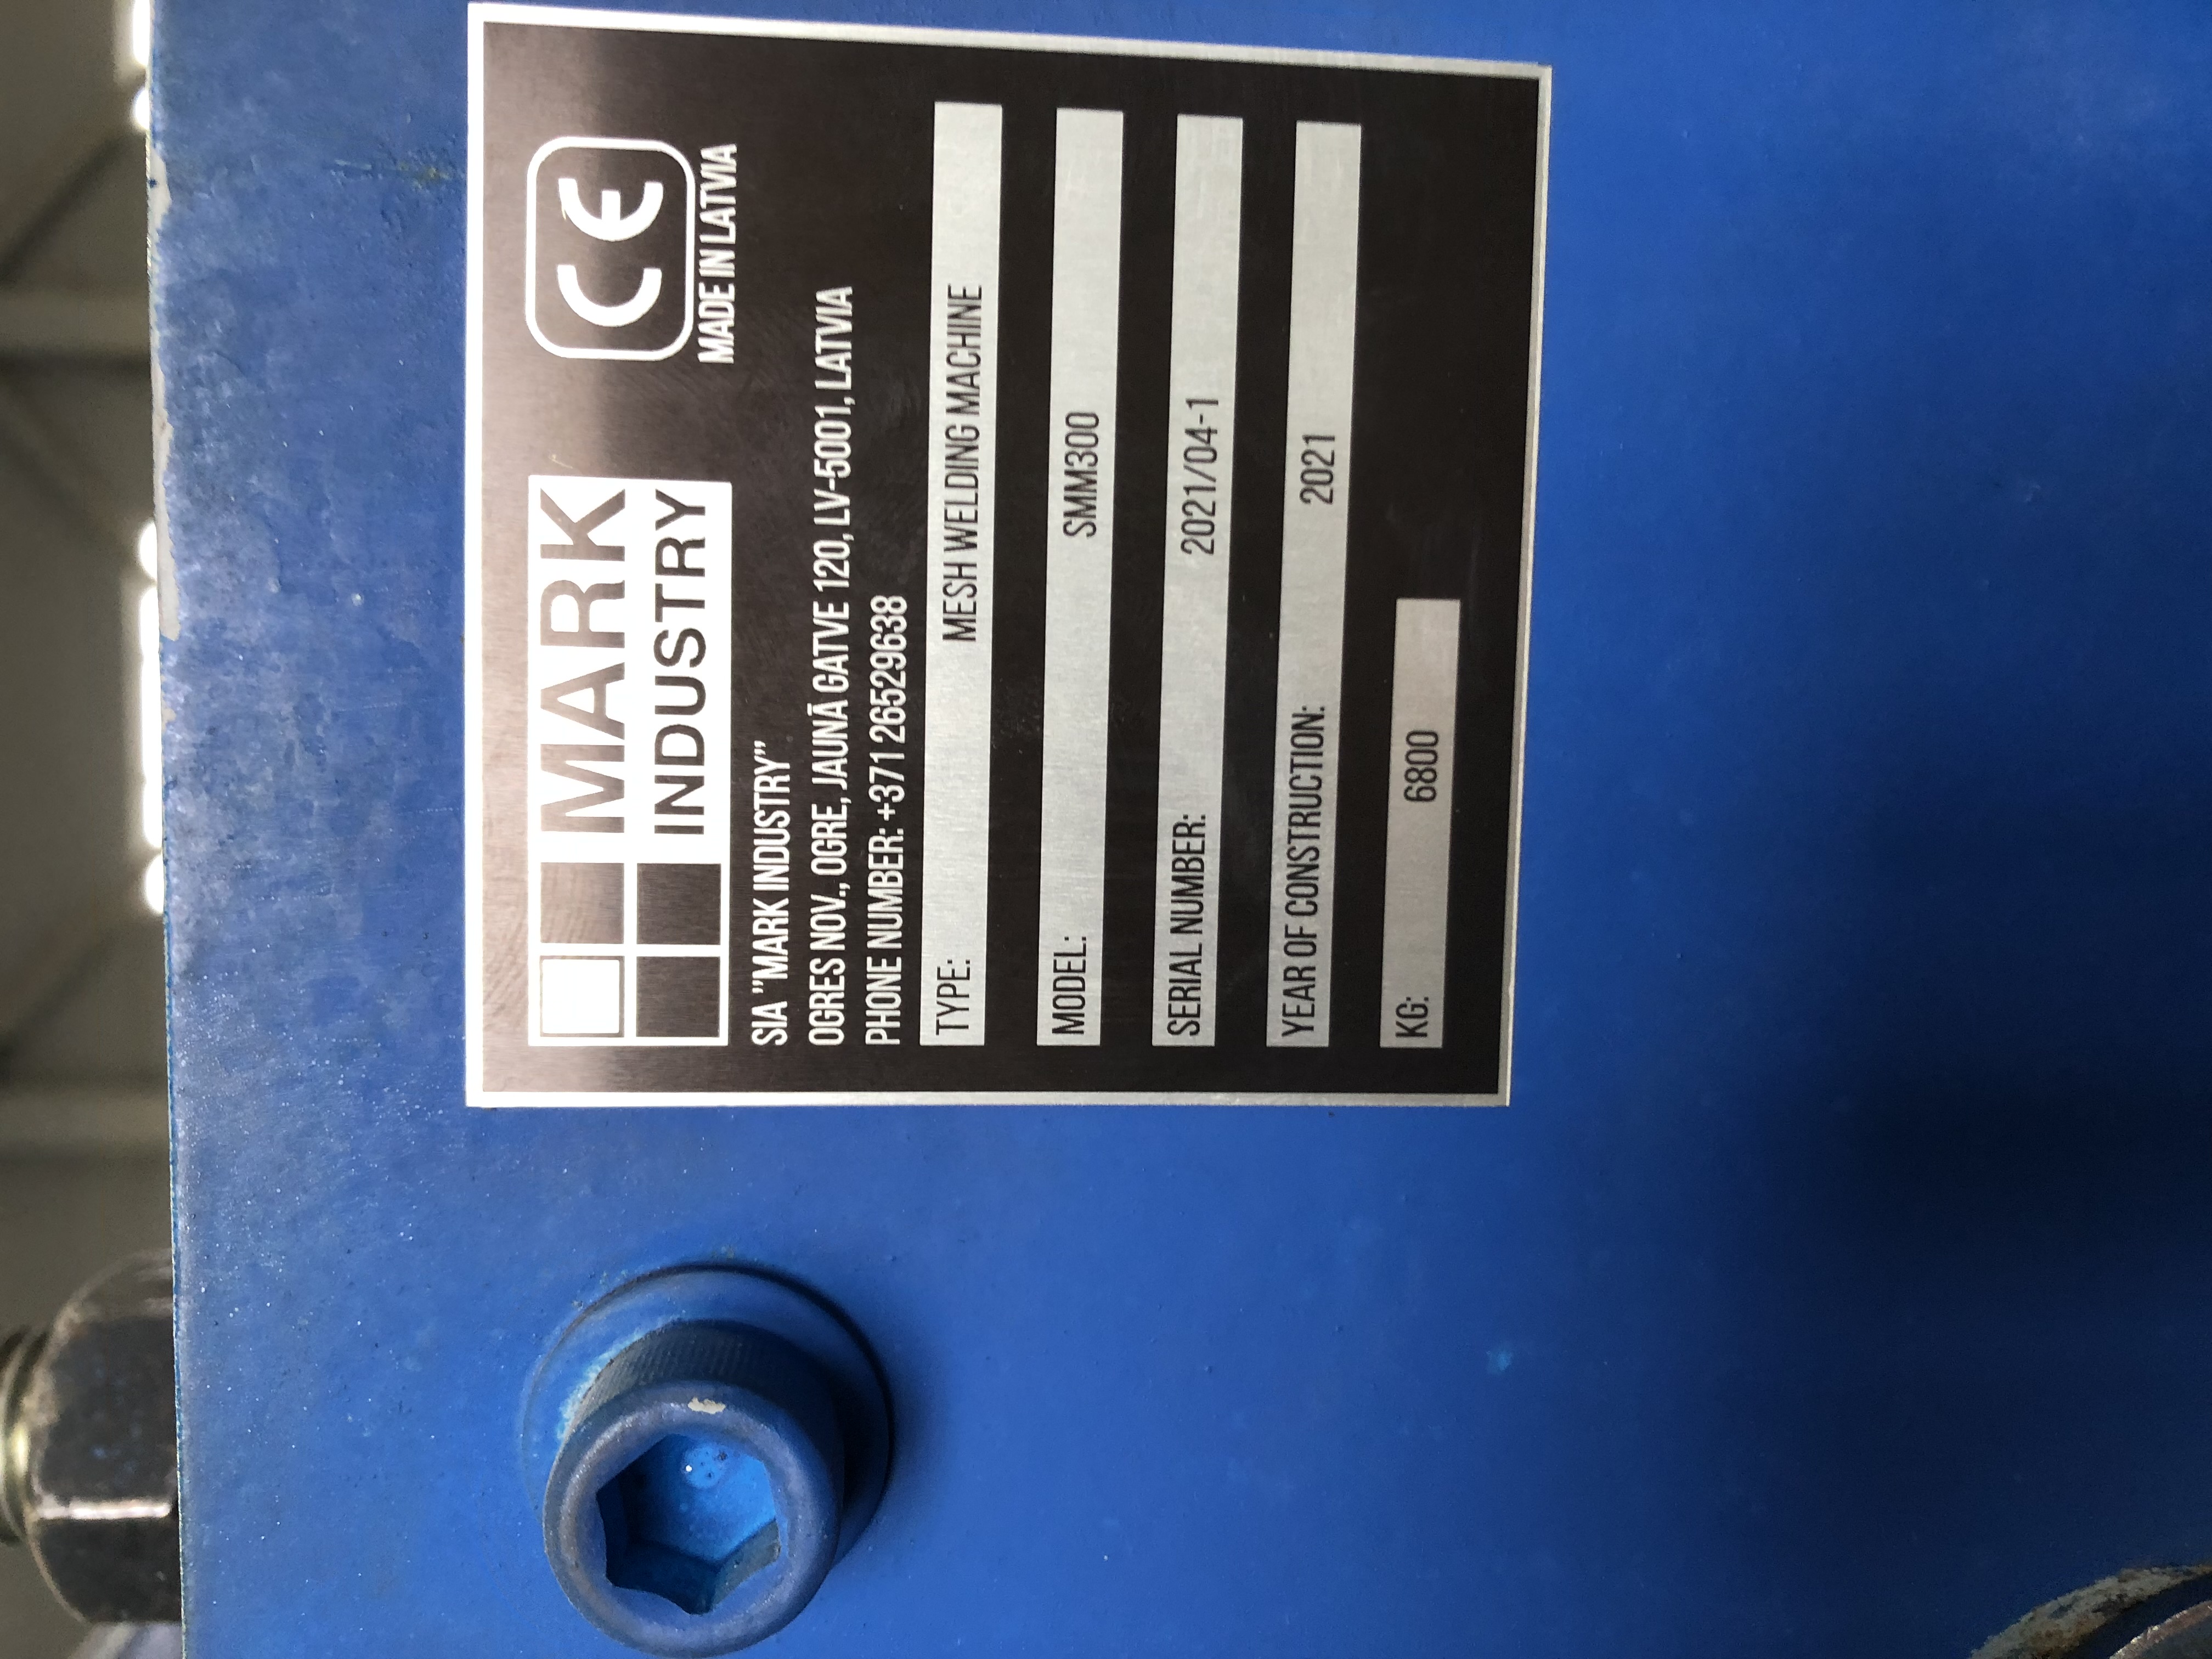 MARK
INDUSTRY
CE
MADE IN LATVIA
SIA "MARK INDUSTRY"
OGRES NOV., OGRE, JAUNĀ GATVE 120, LV-5001, LATVIA
PHONE NUMBER: +371 26529638
TYPE: MESH WELDING MACHINE
MODEL: SMM300
SERIAL NUMBER: 2021/04-1
YEAR OF CONSTRUCTION: 2021
KG: 6800